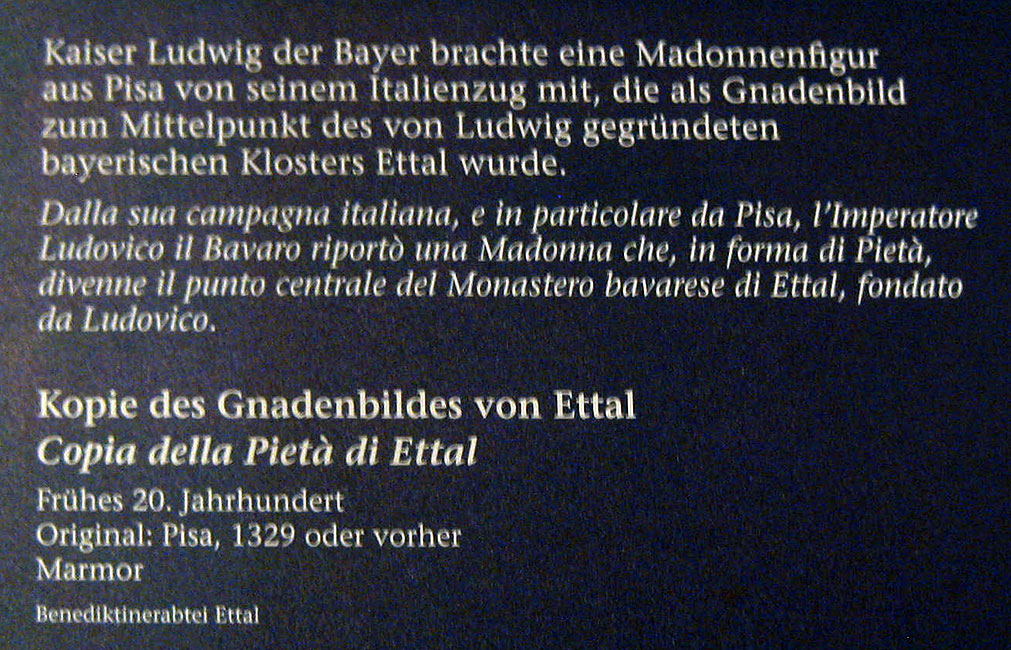 Kaiser Ludwig der Bayer brachte eine Madonnenfigur
aus Pisa von seinem Italienzug mit, die als Gnadenbild
zum Mittelpunkt des von Ludwig gegründeten
bayerischen Klosters Ettal wurde.
Dalla sua campagna italiana, e in particolare da Pisa, l'Imperatore
Ludovico il Bavaro riportò una Madonna che, in forma di Pietà,
divenne il punto centrale del Monastero bavarese di Ettal, fondato
da Ludovico.
Kopie des Gnadenbildes von Ettal
Copia della Pietà di Ettal
Frühes 20. Jahrhundert
Original: Pisa, 1329 oder vorher
Marmor
Benediktinerabtei Ettal